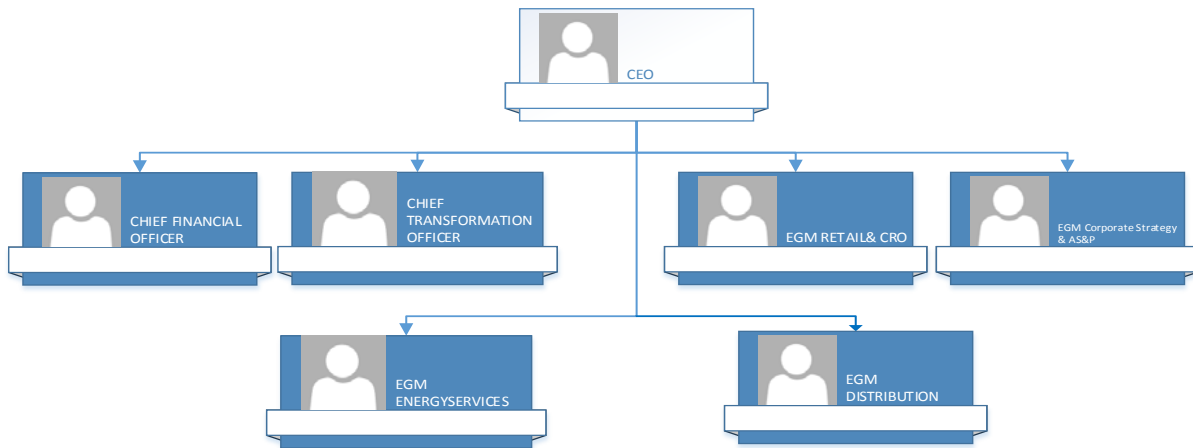 CEO
CHIEF FINANCIAL
OFFICER
CHIEF
TRANSFORMATION
OFFICER
EGM RETAIL& CRO
EGM Corporate Strategy
& AS&P
EGM
ENERGYSERVICES
EGM
DISTRIBUTION